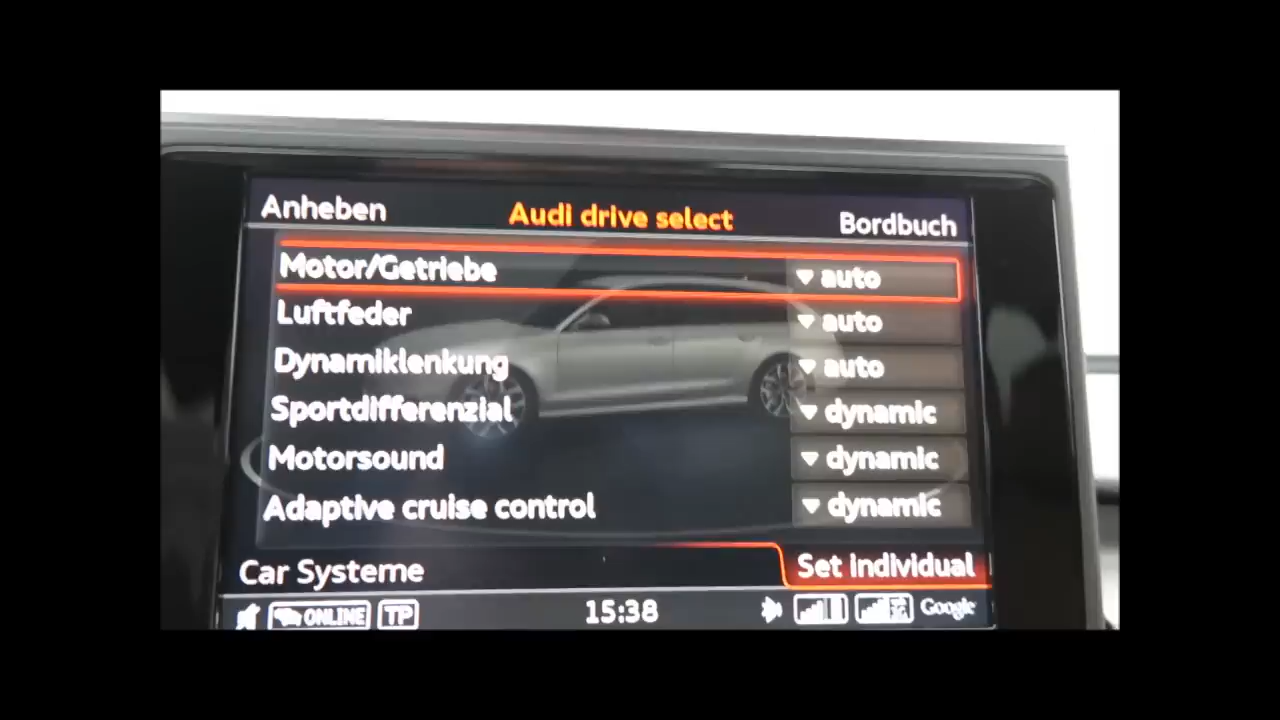 Anheben Audi drive select Bordbuch
Motor/Getriebe auto
Luftfeder auto
Dynamiklenkung auto
Sportdifferenzial dynamic
Motorsound dynamic
Adaptive cruise control dynamic
Car Systeme Set individual
ONLINE TP 15:38 3G Google